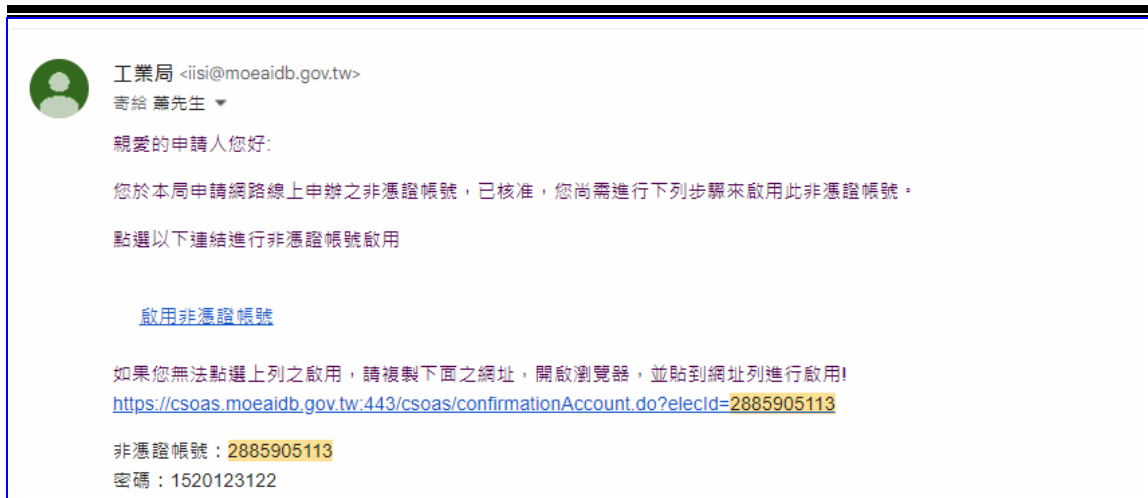 工業局 <iisi@moeaidb.gov.tw>
寄給 蕭先生
親愛的申請人您好:
您於本局申請網路線上申辦之非憑證帳號，已核准，您尚需進行下列步驟來啟用此非憑證帳號。
點選以下連結進行非憑證帳號啟用
啟用非憑證帳號
如果您無法點選上列之啟用，請複製下面之網址，開啟瀏覽器，並貼到網址列進行啟用!
https://csoas.moeaidb.gov.tw:443/csoas/confirmationAccount.do?elecId=2885905113
非憑證帳號：2885905113
密碼：1520123122